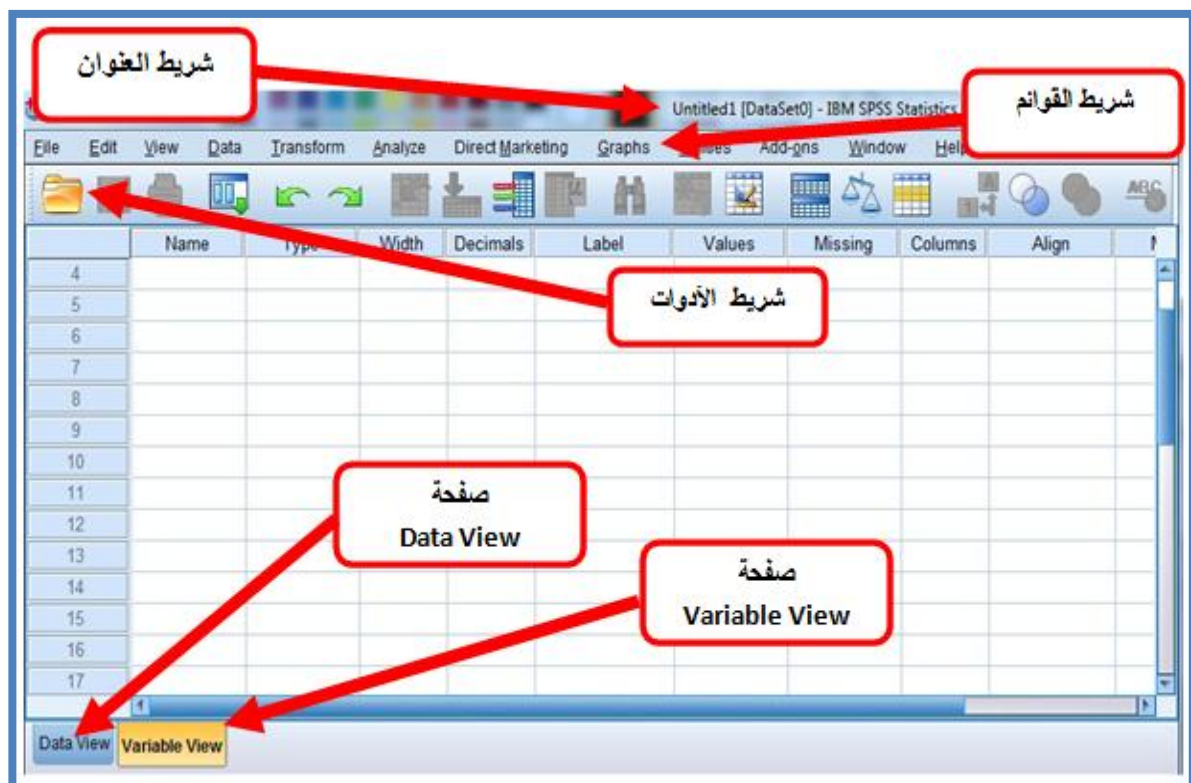 شريط العنوان
شريط القوائم
Untitled1 [DataSet0] - IBM SPSS Statistics
File Edit View Data Transform Analyze Direct Marketing Graphs Add-ons Window
Name Width Decimals Label Values Missing Columns Align
4
شريط الآدوات
5
6
7
8
9
10
11
12
13
14
15
16
17
صفحة
Data View
صفحة
Variable View
Data View Variable View